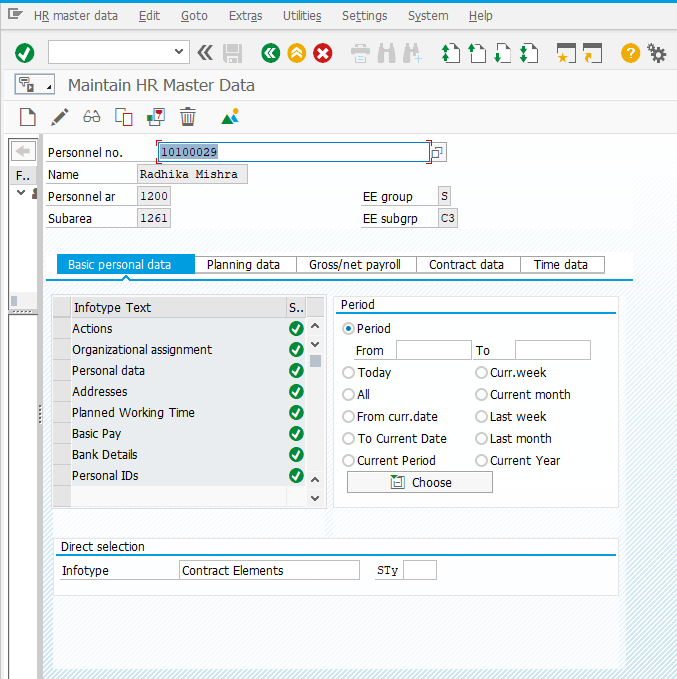 HR master data Edit Goto Extras Utilities Settings System Help
Maintain HR Master Data
Personnel no. 10100029
Name Radhika Mishra
Personnel ar 1200 EE group S
Subarea 1261 EE subgrp C3
F..
Basic personal data Planning data Gross/net payroll Contract data Time data
Infotype Text S..
Actions
Organizational assignment
Personal data
Addresses
Planned Working Time
Basic Pay
Bank Details
Personal IDs
Period
Period
From To
Today Curr.week
All Current month
From curr.date Last week
To Current Date Last month
Current Period Current Year
Choose
Direct selection
Infotype Contract Elements STy